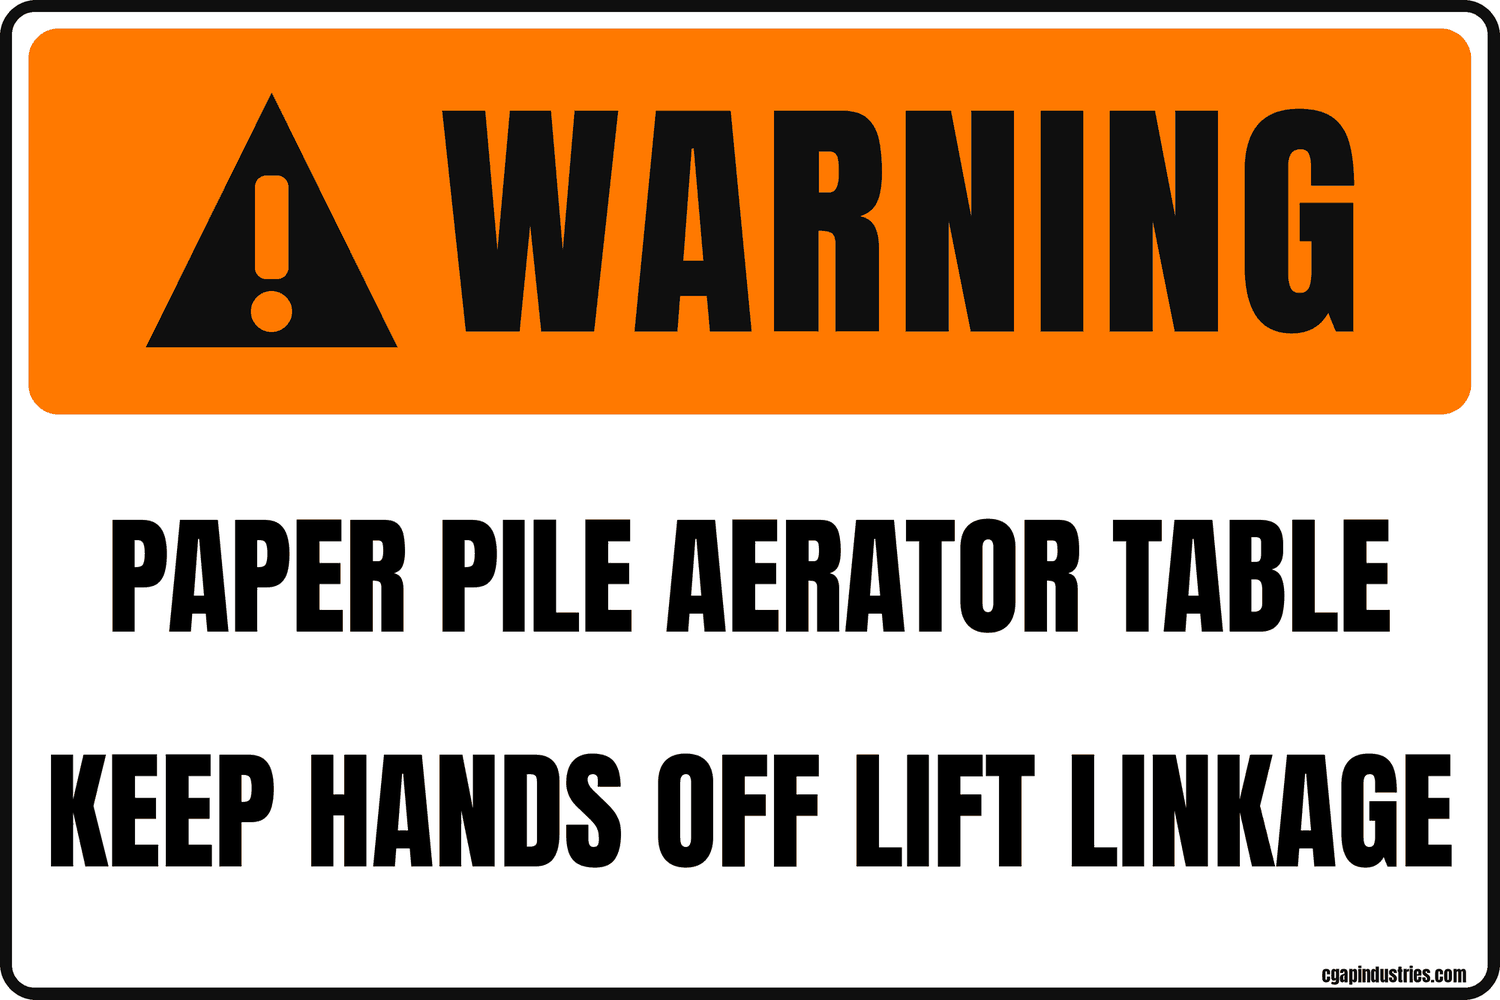 WARNING
PAPER PILE AERATOR TABLE
KEEP HANDS OFF LIFT LINKAGE
cgapindustries.com